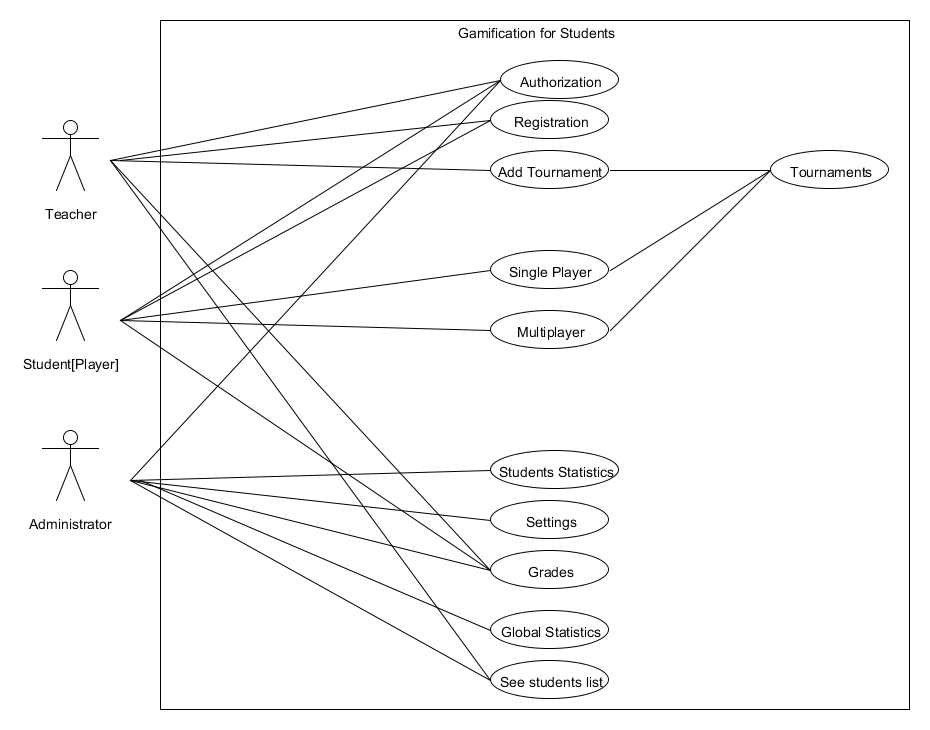 Gamification for Students
Authorization
Registration
Add Tournament
Tournaments
Teacher
Single Player
Multiplayer
Student[Player]
Students Statistics
Settings
Administrator
Grades
Global Statistics
See students list